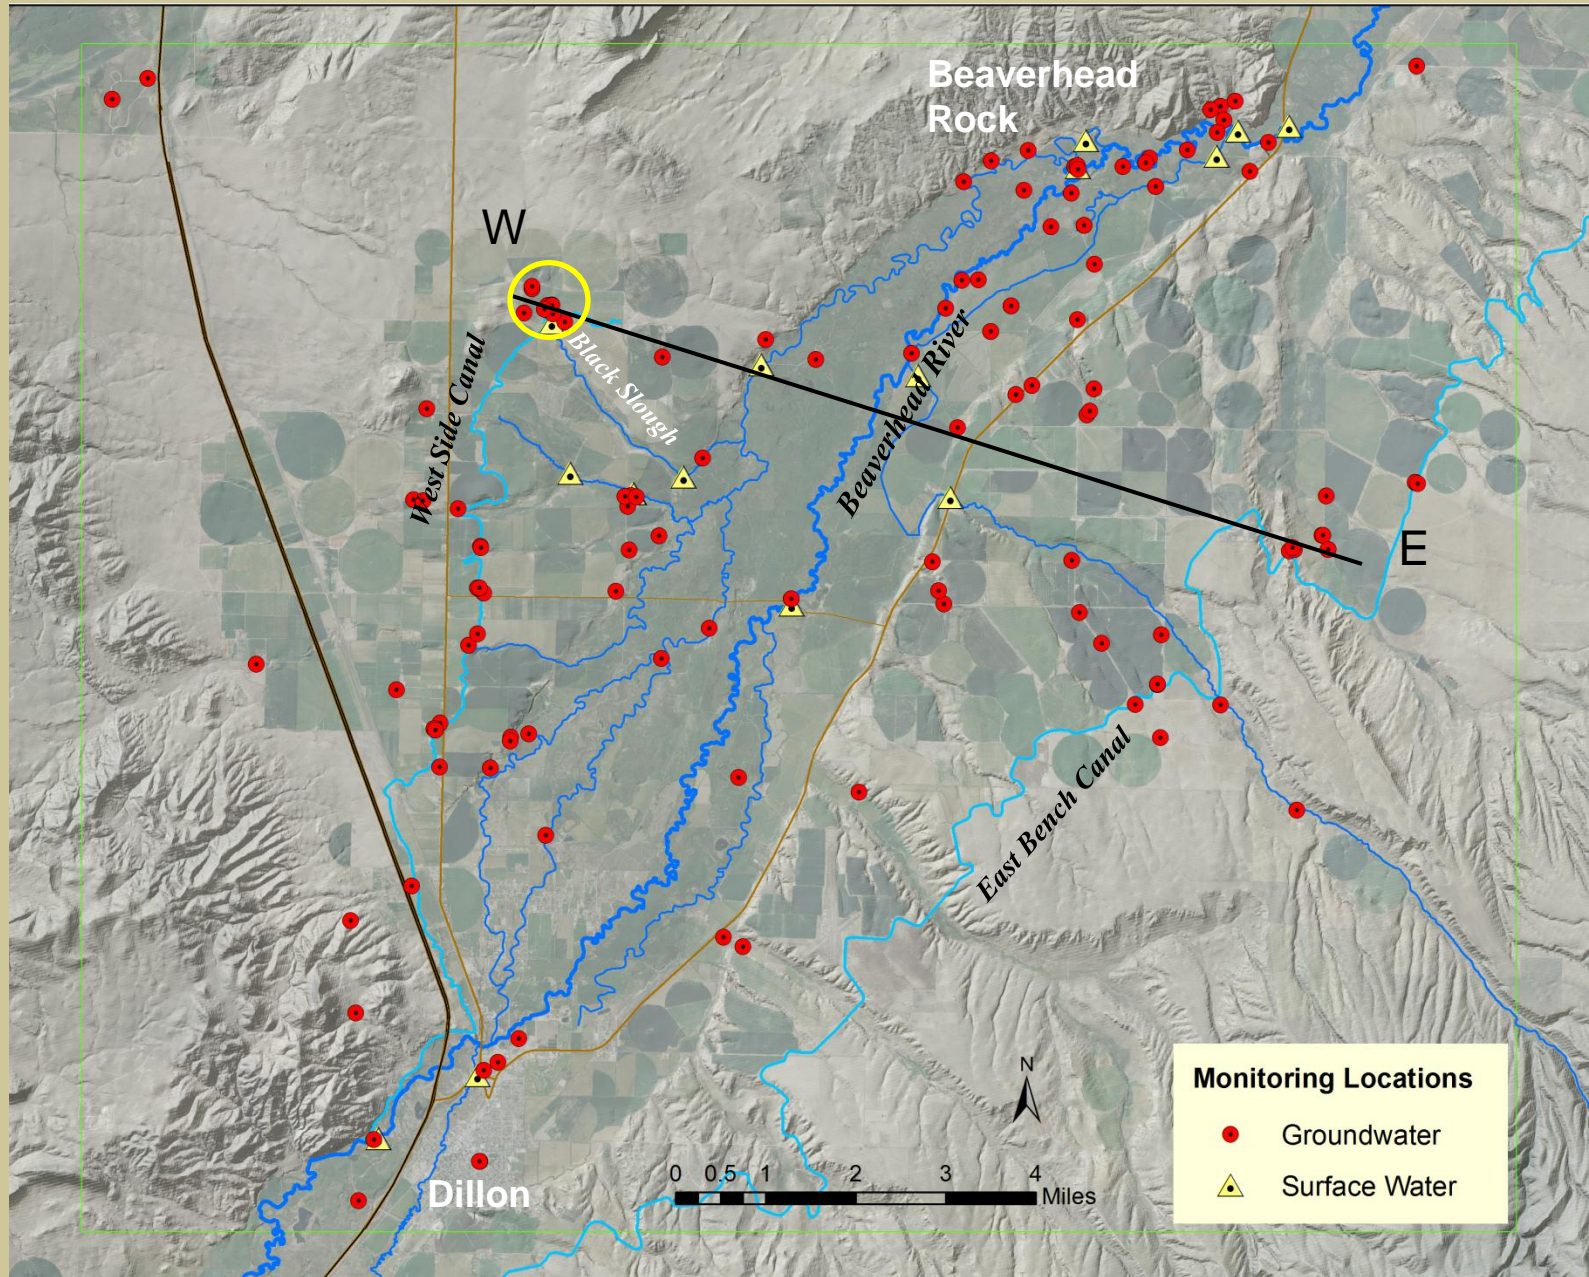 Beaverhead
Rock
W
Black Slough
West Side Canal
Beaverhead River
E
East Bench Canal
N
Monitoring Locations
Groundwater
Surface Water
0 0.5 1 2 3 4
Miles
Dillon